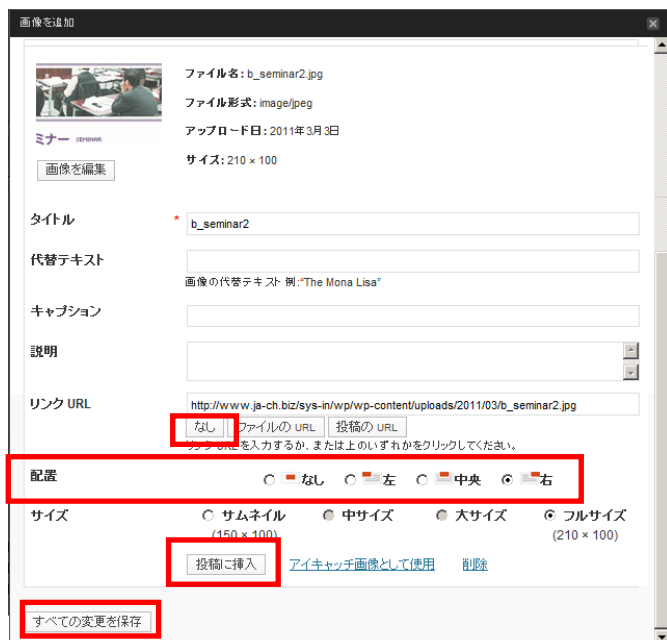 画像を追加
ファイル名: b_seminar2.jpg
ファイル形式: image/jpeg
アップロード日: 2011年3月3日
サイズ: 210 × 100
ミナー SEMINAR
画像を編集
タイトル * b_seminar2
代替テキスト
画像の代替テキスト 例:“The Mona Lisa”
キャプション
説明
リンク URL http://www.ja-ch.biz/sys-in/wp/wp-content/uploads/2011/03/b_seminar2.jpg
なし ファイルの URL 投稿の URL
リンク URL を入力するか、または上のいずれかをクリックしてください。
配置 なし 左 中央 右
サイズ サムネイル 中サイズ 大サイズ フルサイズ
(150 × 100) (210 × 100)
投稿に挿入 アイキャッチ画像として使用 削除
すべての変更を保存